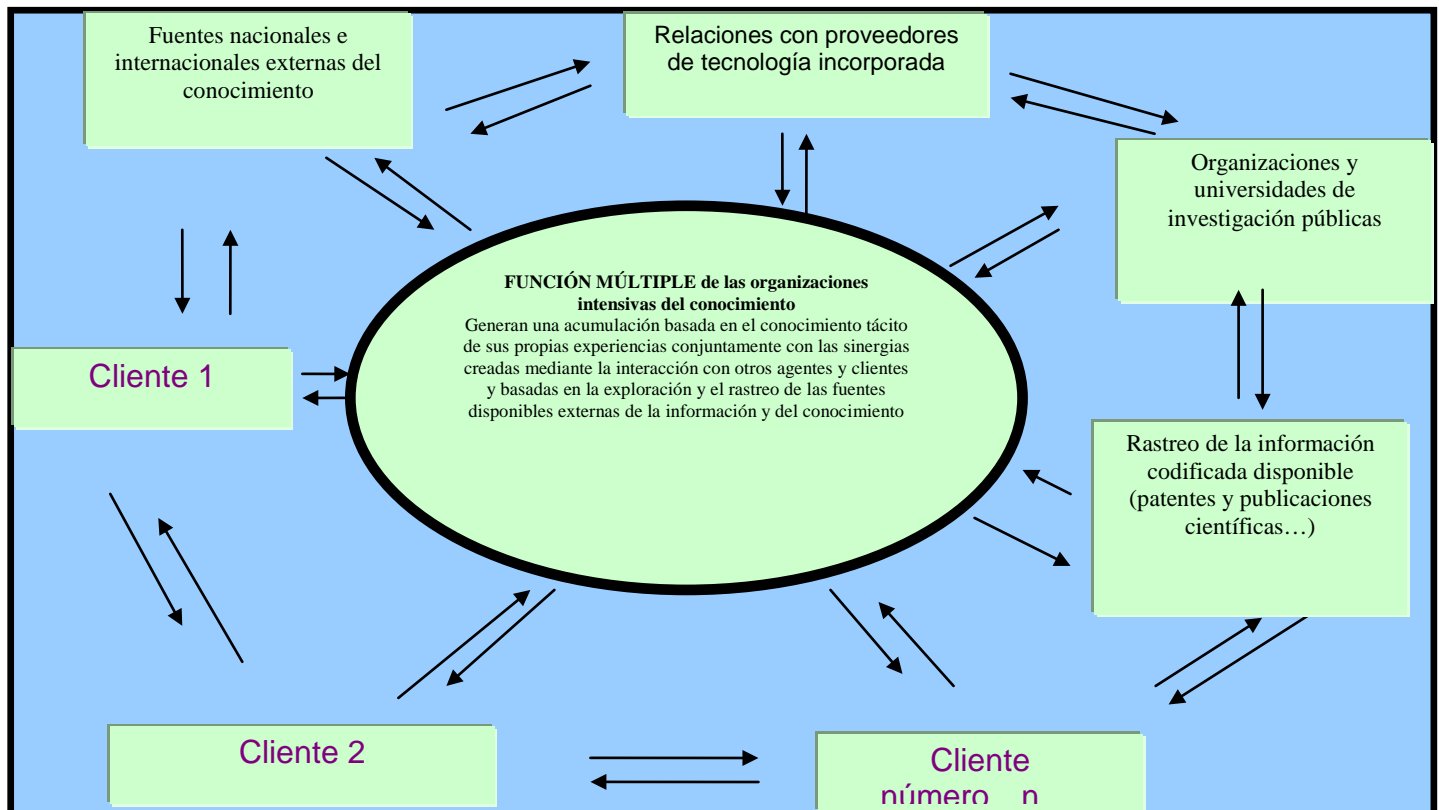 Fuentes nacionales e
internacionales externas del
conocimiento
Relaciones con proveedores
de tecnología incorporada
Organizaciones y
universidades de
investigación públicas
FUNCIÓN MÚLTIPLE de las organizaciones
intensivas del conocimiento
Generan una acumulación basada en el conocimiento tácito
de sus propias experiencias conjuntamente con las sinergias
creadas mediante la interacción con otros agentes y clientes
y basadas en la exploración y el rastreo de las fuentes
disponibles externas de la información y del conocimiento
Cliente 1
Rastreo de la información
codificada disponible
(patentes y publicaciones
científicas…)
Cliente 2
Cliente
número n